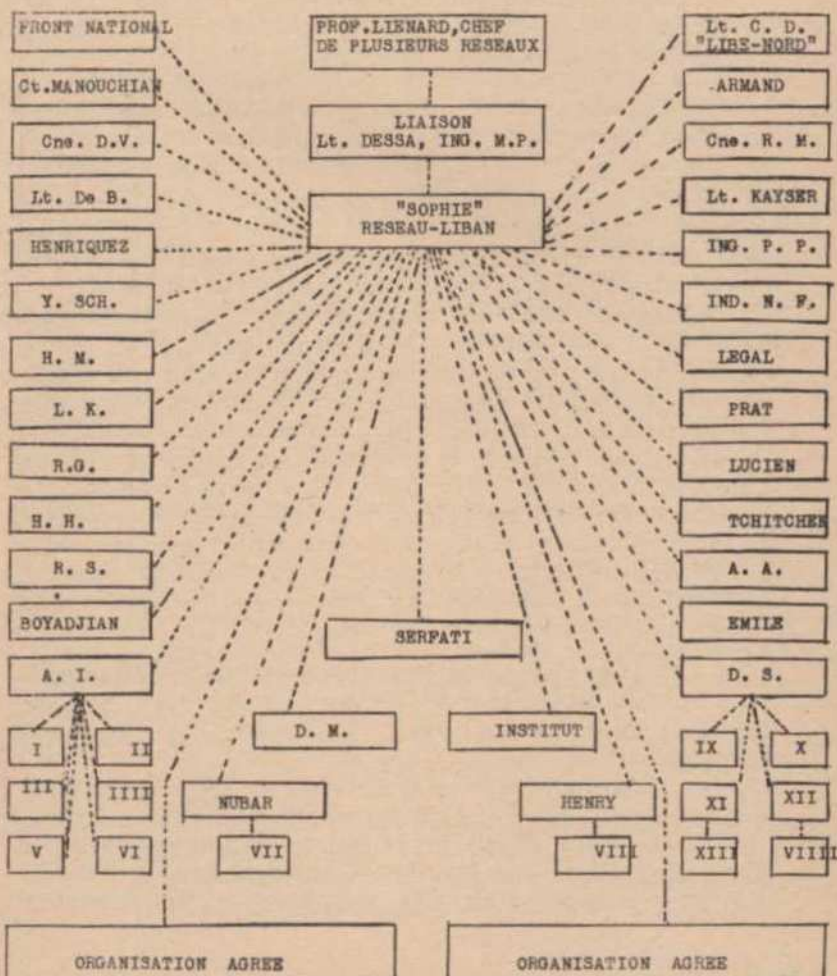 FRONT NATIONAL
PROF.LIENARD,CHEF
DE PLUSIEURS RESEAUX
Lt. C. D.
"LIBE-NORD"
Ct.MANOUCHIAN
ARMAND
LIAISON
Lt. DESSA, ING. M.P.
Cne. D.V.
Cne. R. M.
Lt. De B.
"SOPHIE"
RESEAU-LIBAN
Lt. KAYSER
HENRIQUEZ
ING. P. P.
Y. SCH.
IND. N. F.
H. M.
LEGAL
L. K.
PRAT
R.G.
LUCIEN
H. H.
TCHITCHEK
R. S.
A. A.
BOYADJIAN
SERFATI
EMILE
A. I.
D. S.
I
II
D. M.
INSTITUT
IX
X
III
IIII
NUBAR
HENRY
XI
XII
V
VI
VII
VIII
XIII
VIIII
ORGANISATION AGREE
ORGANISATION AGREE